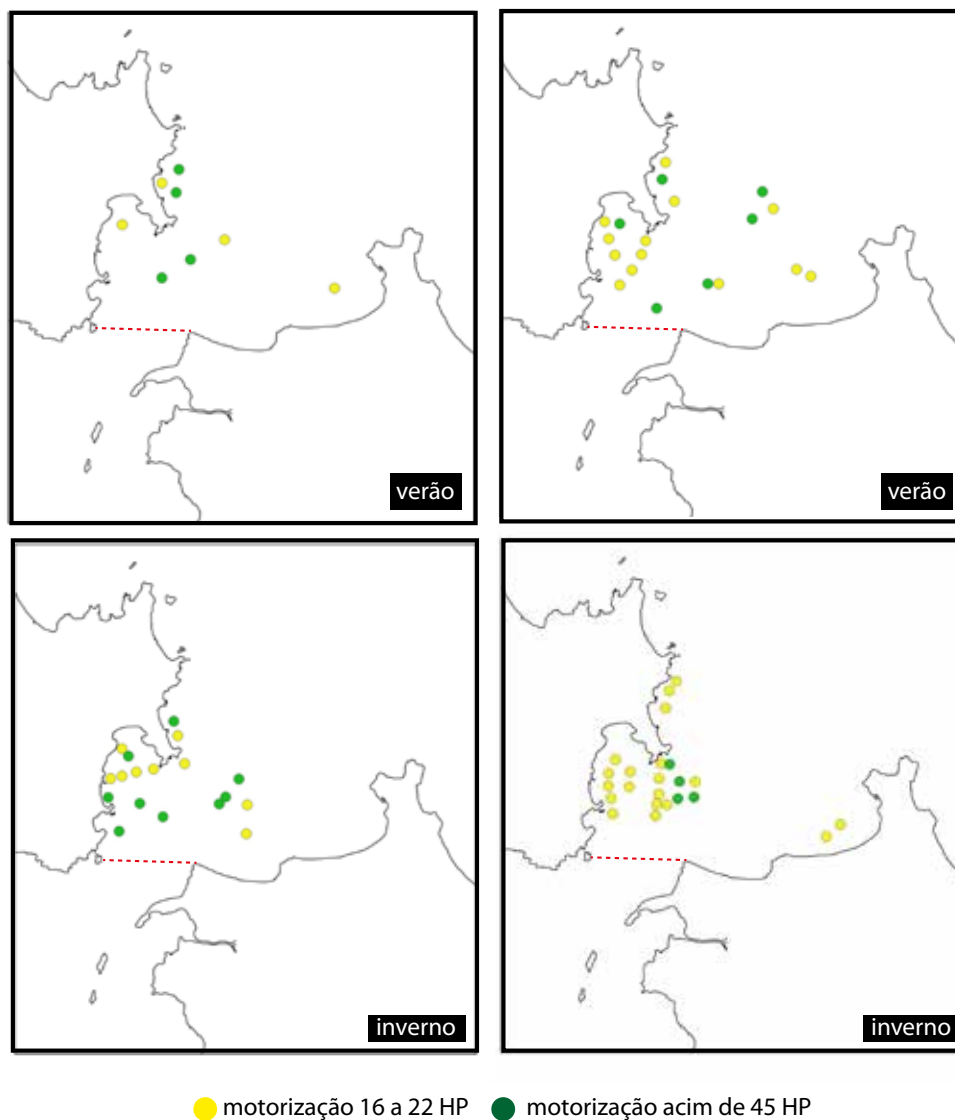 verão
verão
inverno
inverno
motorização 16 a 22 HP motorização acim de 45 HP